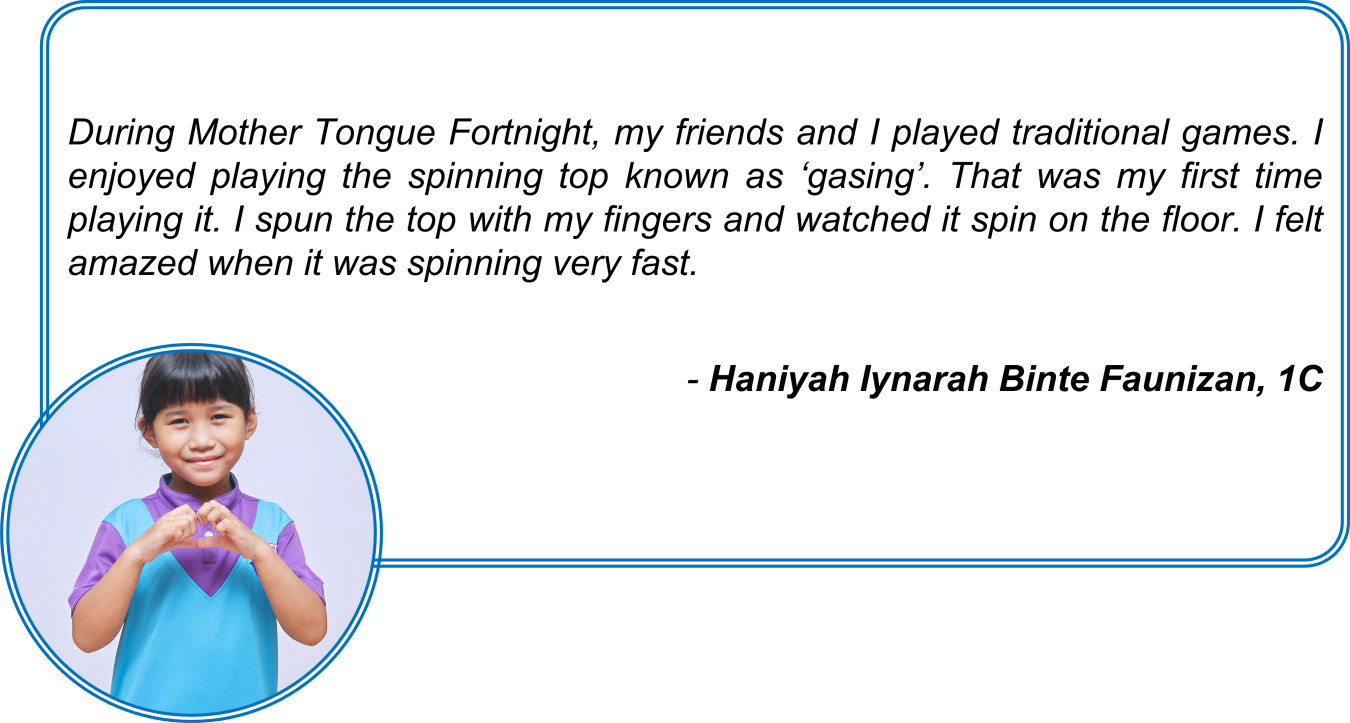 During Mother Tongue Fortnight, my friends and I played traditional games. I
enjoyed playing the spinning top known as ‘gasing’. That was my first time
playing it. I spun the top with my fingers and watched it spin on the floor. I felt
amazed when it was spinning very fast.
- Haniyah Iynarah Binte Faunizan, 1C